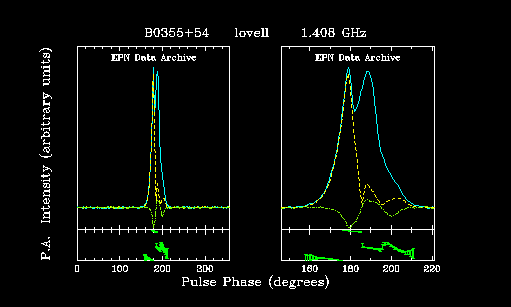 B0355+54 lovell 1.408 GHz
EPN Data Archive
EPN Data Archive
Intensity (arbitrary units)
P.A.
0 100 200 300
160 180 200 220
Pulse Phase (degrees)